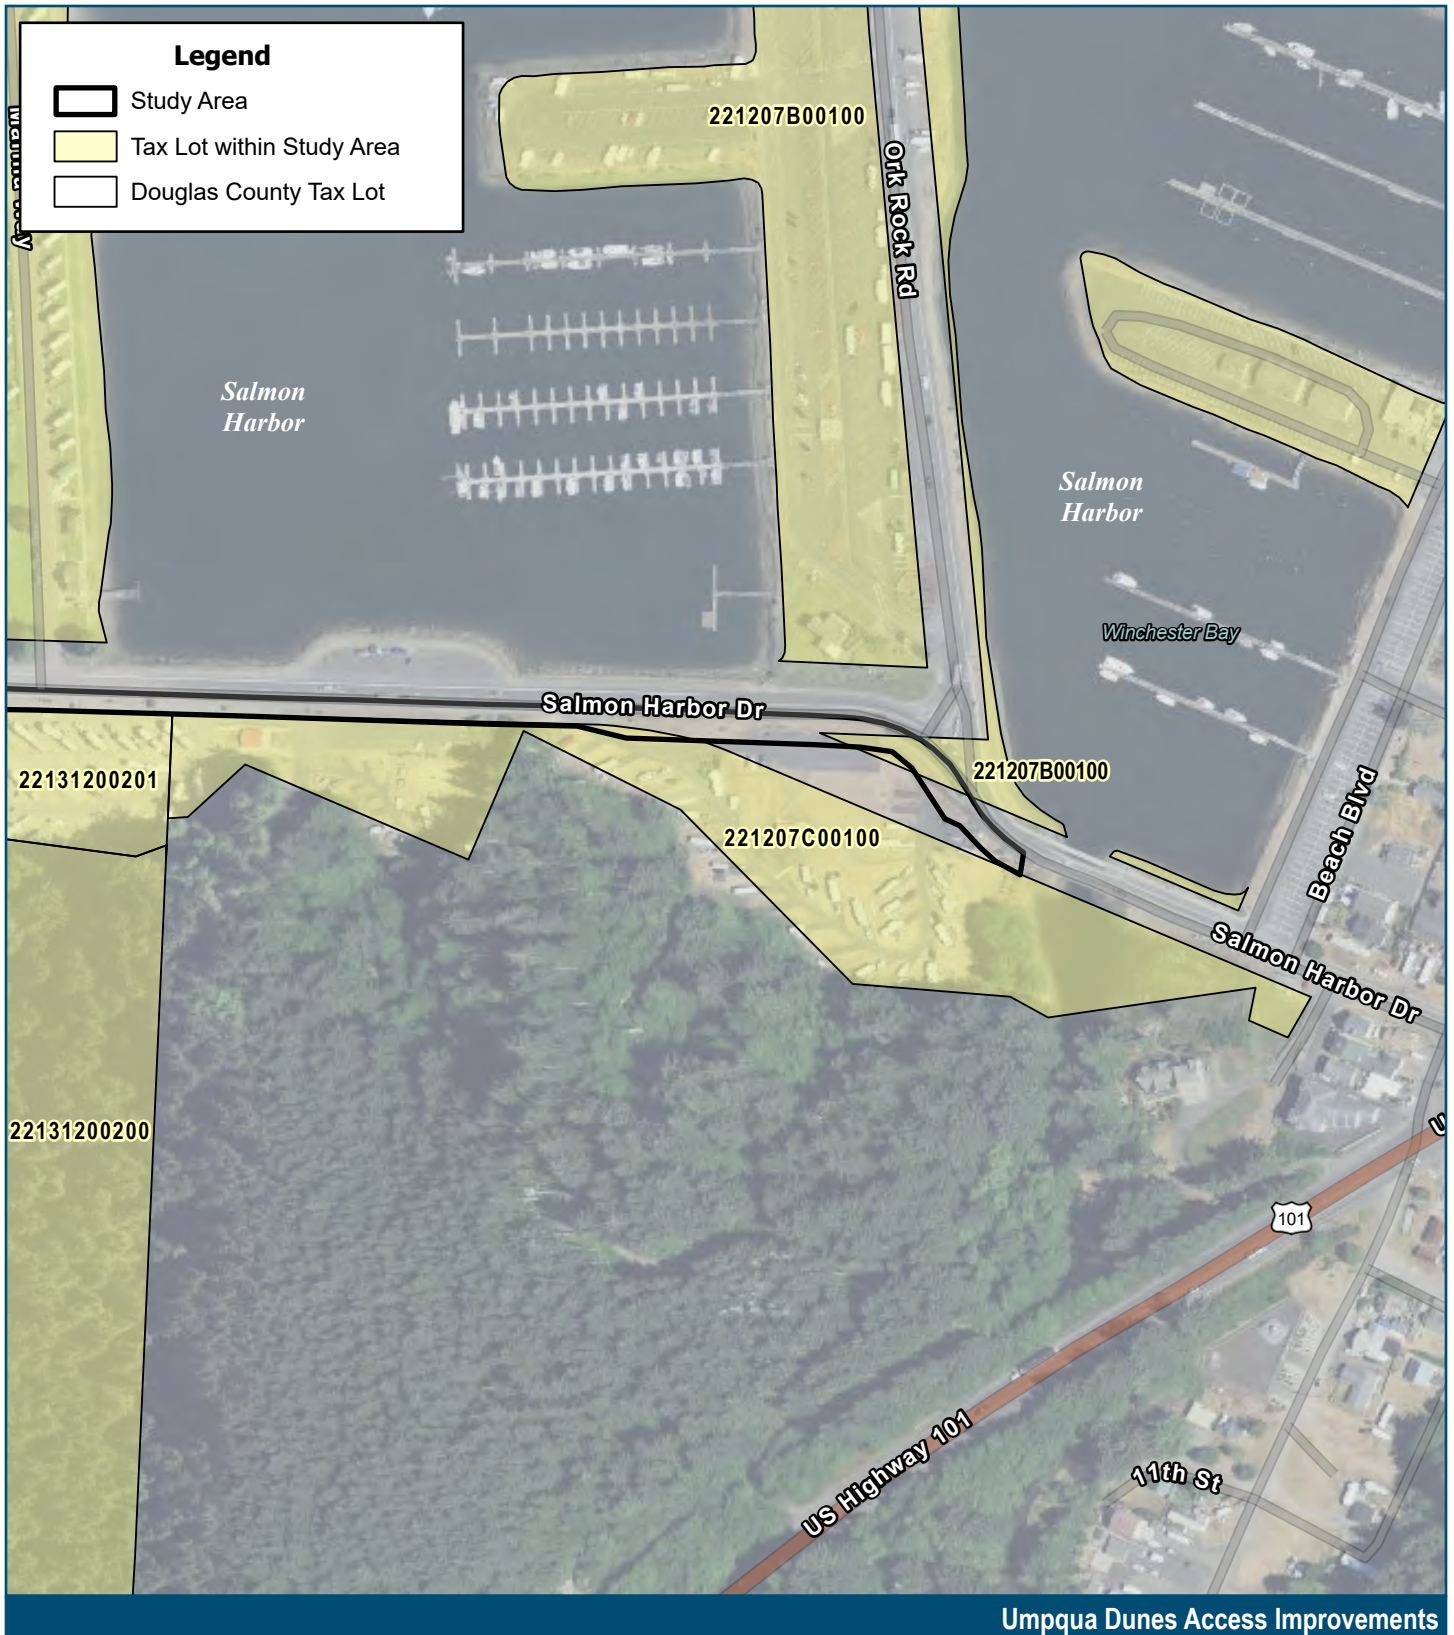 Legend
Study Area
Tax Lot within Study Area
Douglas County Tax Lot
221207B00100
Ork Rock Rd
Salmon
Harbor
Salmon
Harbor
Winchester Bay
Salmon Harbor Dr
22131200201
221207B00100
221207C00100
Beach Blvd
Salmon Harbor Dr
22131200200
101
US Highway 101
11th St
Umpqua Dunes Access Improvements